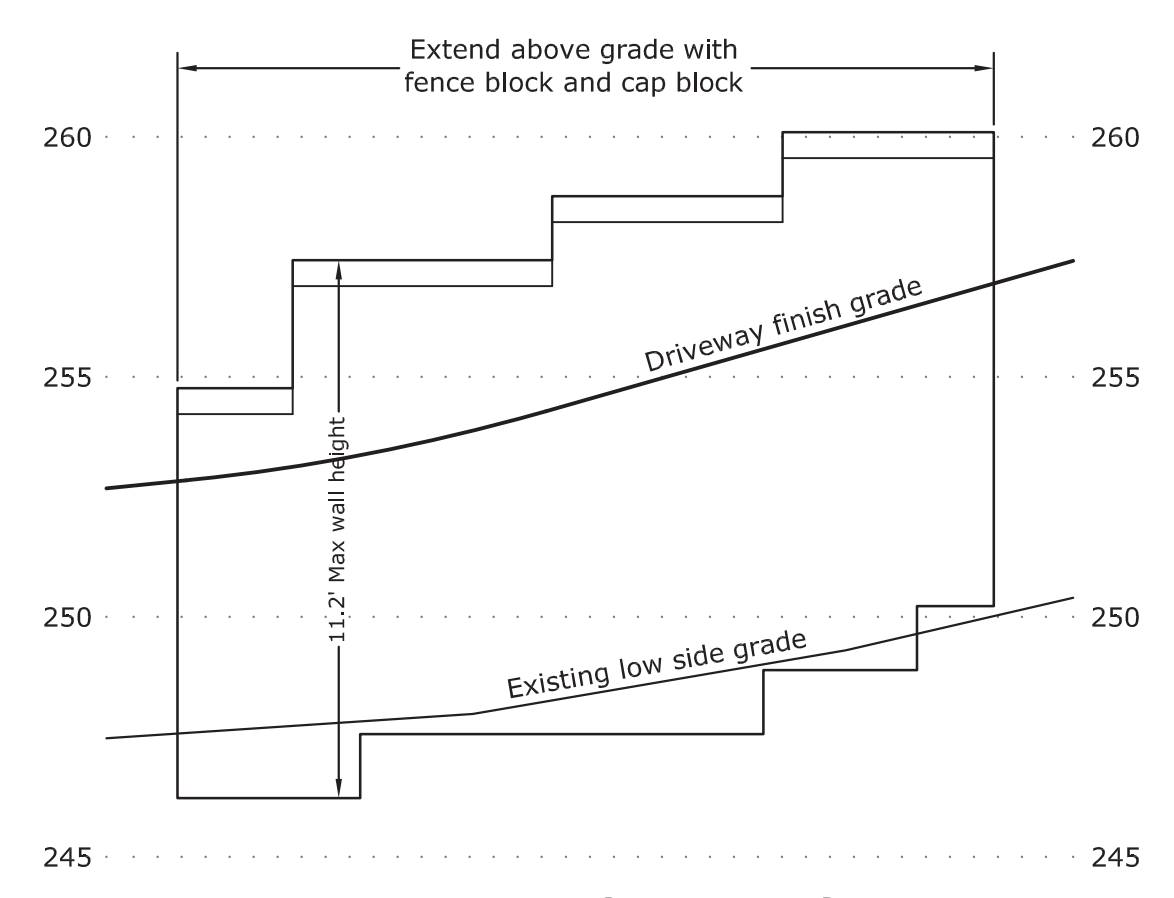 Extend above grade with
fence block and cap block
260 260
Driveway finish grade
255 255
11.2' Max wall height
250 250
Existing low side grade
245 245